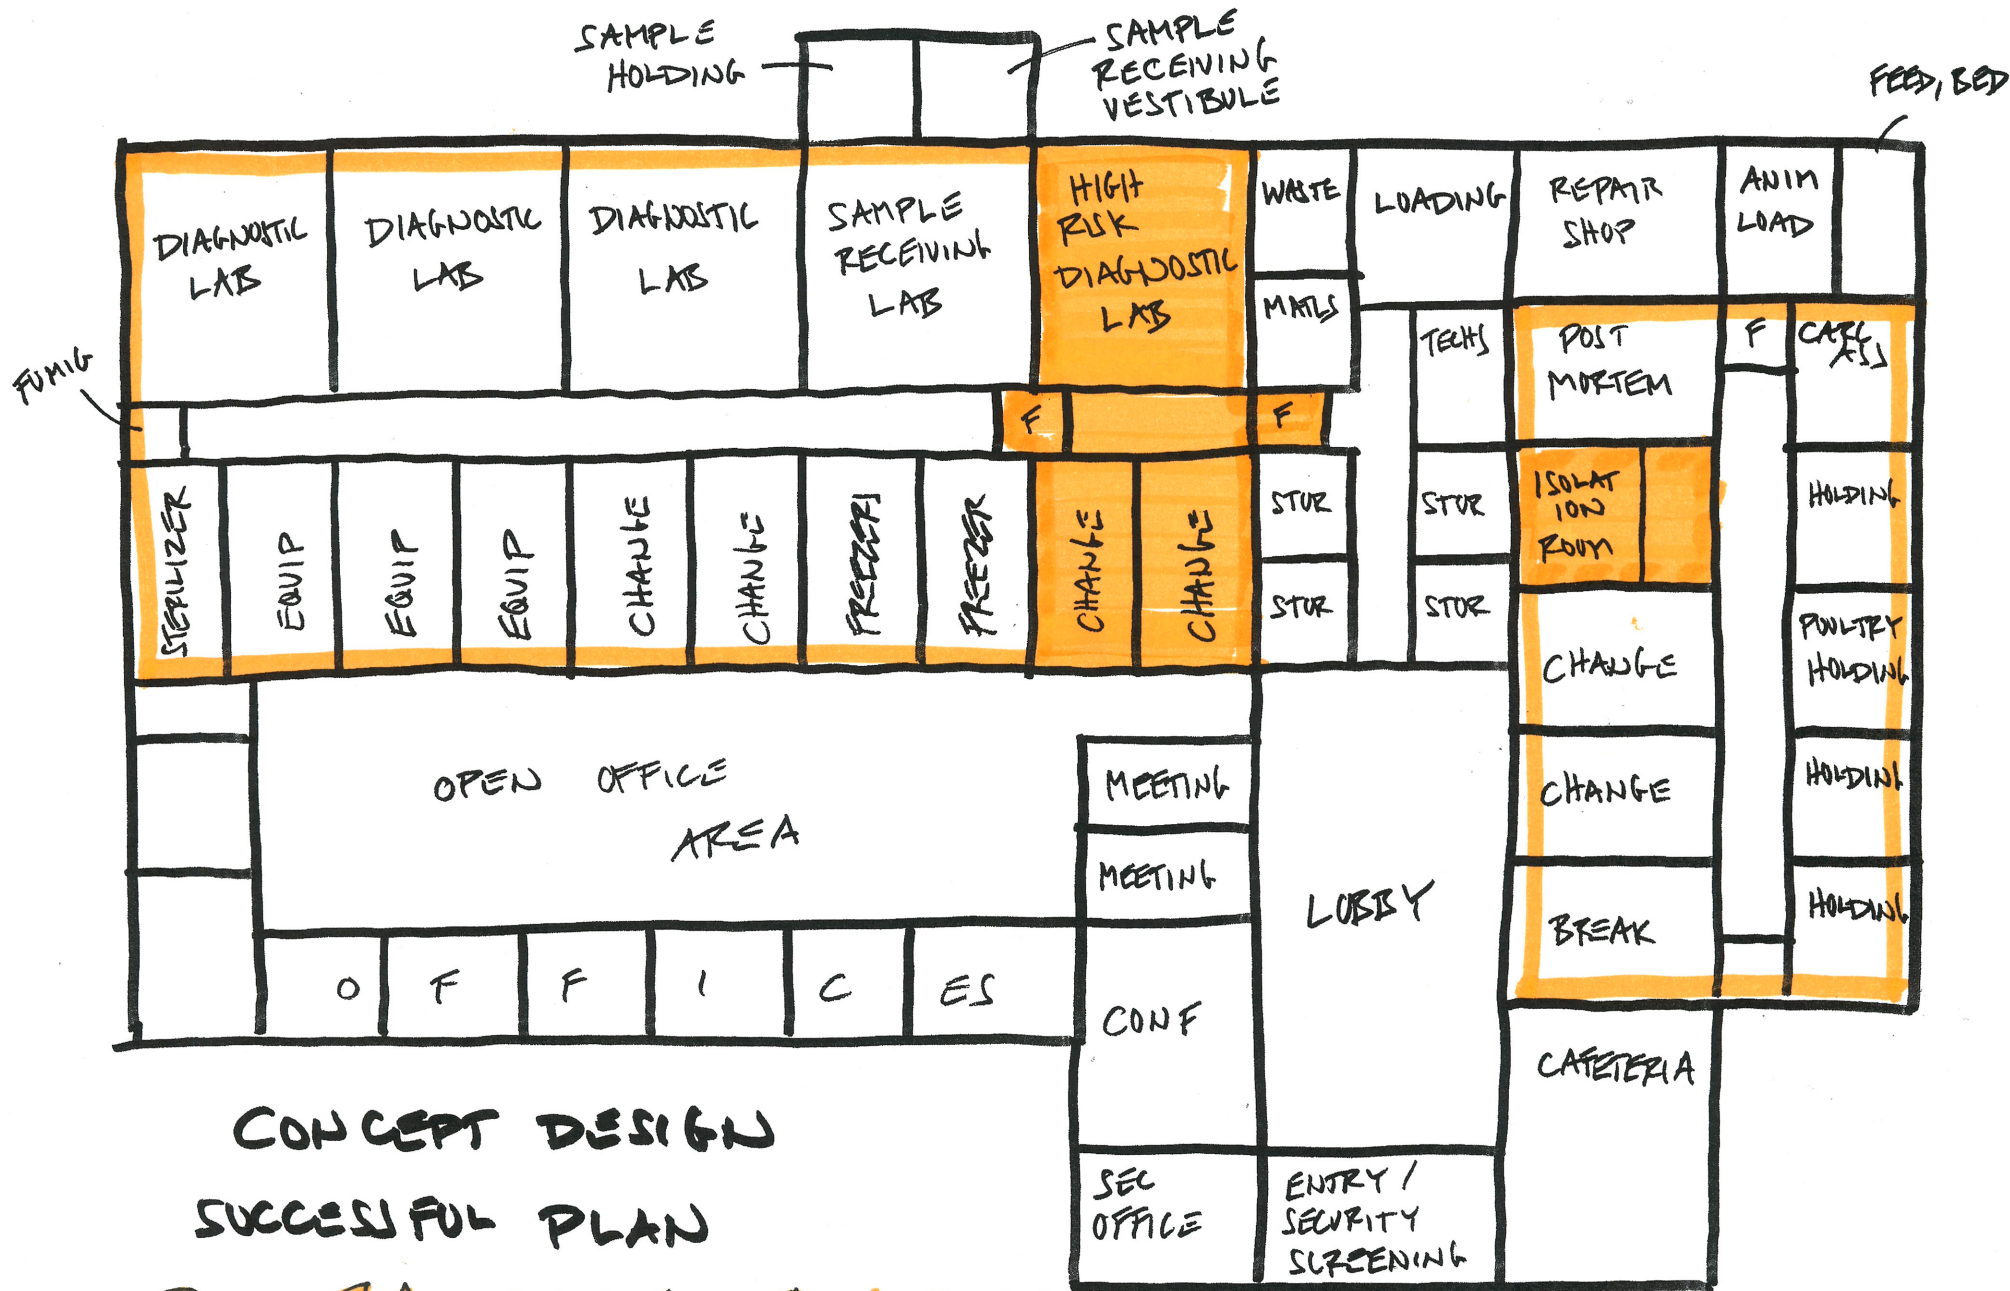 SAMPLE
HOLDING
SAMPLE
RECEIVING
VESTIBULE
FEED, BED
DIAGNOSTIC
LAB
DIAGNOSTIC
LAB
DIAGNOSTIC
LAB
SAMPLE
RECEIVING
LAB
HIGH
RISK
DIAGNOSTIC
LAB
WASTE
MATLS
LOADING
REPAIR
SHOP
ANIM
LOAD
FUMIG
F
F
TECHS
POST
MORTEM
F
CARC
ASS
STERILIZER
EQUIP
EQUIP
EQUIP
CHANGE
CHANGE
FREEZERS
FREEZER
CHANGE
CHANGE
STOR
STOR
STOR
STOR
ISOLAT
ION
ROOM
HOLDING
CHANGE
POULTRY
HOLDING
CHANGE
HOLDING
BREAK
HOLDING
OPEN OFFICE
AREA
MEETING
MEETING
LOBBY
O F F I C ES
CONF
CAFETERIA
SEC
OFFICE
ENTRY /
SECURITY
SCREENING
CONCEPT DESIGN
SUCCESSFUL PLAN